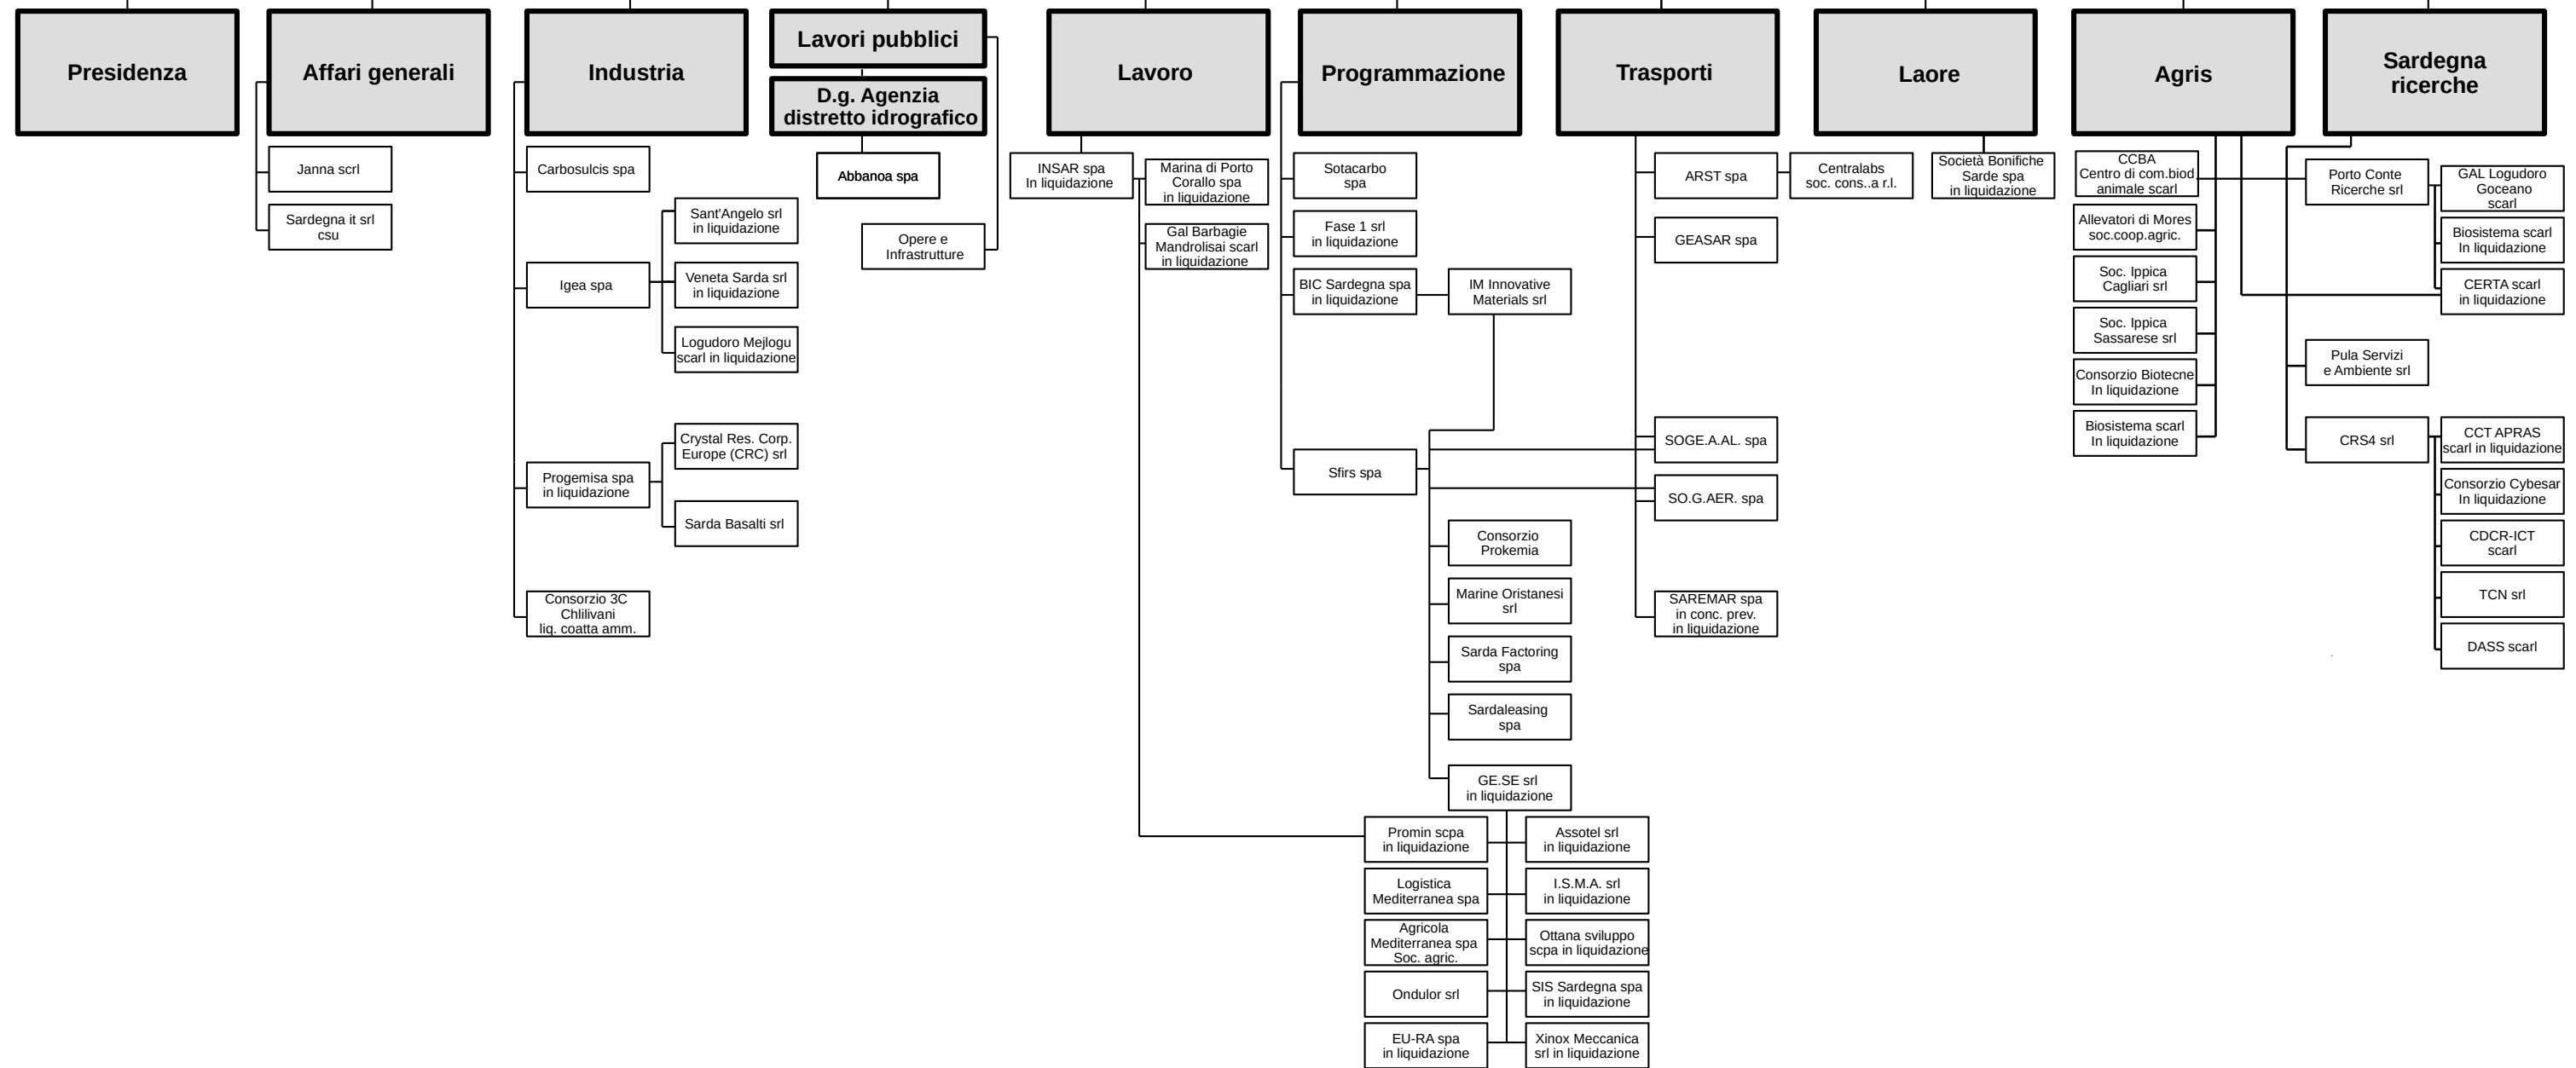 Presidenza
Affari generali
Janna scrl
Sardegna it srl
csu
Industria
Carbosulcis spa
Igea spa
Sant'Angelo srl
in liquidazione
Veneta Sarda srl
in liquidazione
Logudoro Mejlogu
scarl in liquidazione
Progemisa spa
in liquidazione
Crystal Res. Corp.
Europe (CRC) srl
Sarda Basalti srl
Consorzio 3C
Chlilivani
liq. coatta amm.
Lavori pubblici
D.g. Agenzia
distretto idrografico
Abbanoa spa
Opere e
Infrastrutture
Lavoro
INSAR spa
In liquidazione
Marina di Porto
Corallo spa
in liquidazione
Gal Barbagie
Mandrolisai scarl
in liquidazione
Programmazione
Sotacarbo
spa
Fase 1 srl
in liquidazione
BIC Sardegna spa
in liquidazione
IM Innovative
Materials srl
Sfirs spa
Consorzio
Prokemia
Marine Oristanesi
srl
Sarda Factoring
spa
Sardaleasing
spa
GE.SE srl
in liquidazione
Promin scpa
in liquidazione
Assotel srl
in liquidazione
Logistica
Mediterranea spa
I.S.M.A. srl
in liquidazione
Agricola
Mediterranea spa
Soc. agric.
Ottana sviluppo
scpa in liquidazione
Ondulor srl
SIS Sardegna spa
in liquidazione
EU-RA spa
in liquidazione
Xinox Meccanica
srl in liquidazione
Trasporti
ARST spa
Centralabs
soc. cons..a r.l.
GEASAR spa
SOGE.A.AL. spa
SO.G.AER. spa
SAREMAR spa
in conc. prev.
in liquidazione
Laore
Società Bonifiche
Sarde spa
in liquidazione
Agris
CCBA
Centro di com.biod
animale scarl
Allevatori di Mores
soc.coop.agric.
Soc. Ippica
Cagliari srl
Soc. Ippica
Sassarese srl
Consorzio Biotecne
In liquidazione
Biosistema scarl
In liquidazione
Sardegna
ricerche
Porto Conte
Ricerche srl
GAL Logudoro
Goceano
scarl
Biosistema scarl
In liquidazione
CERTA scarl
in liquidazione
Pula Servizi
e Ambiente srl
CRS4 srl
CCT APRAS
scarl in liquidazione
Consorzio Cybesar
In liquidazione
CDCR-ICT
scarl
TCN srl
DASS scarl